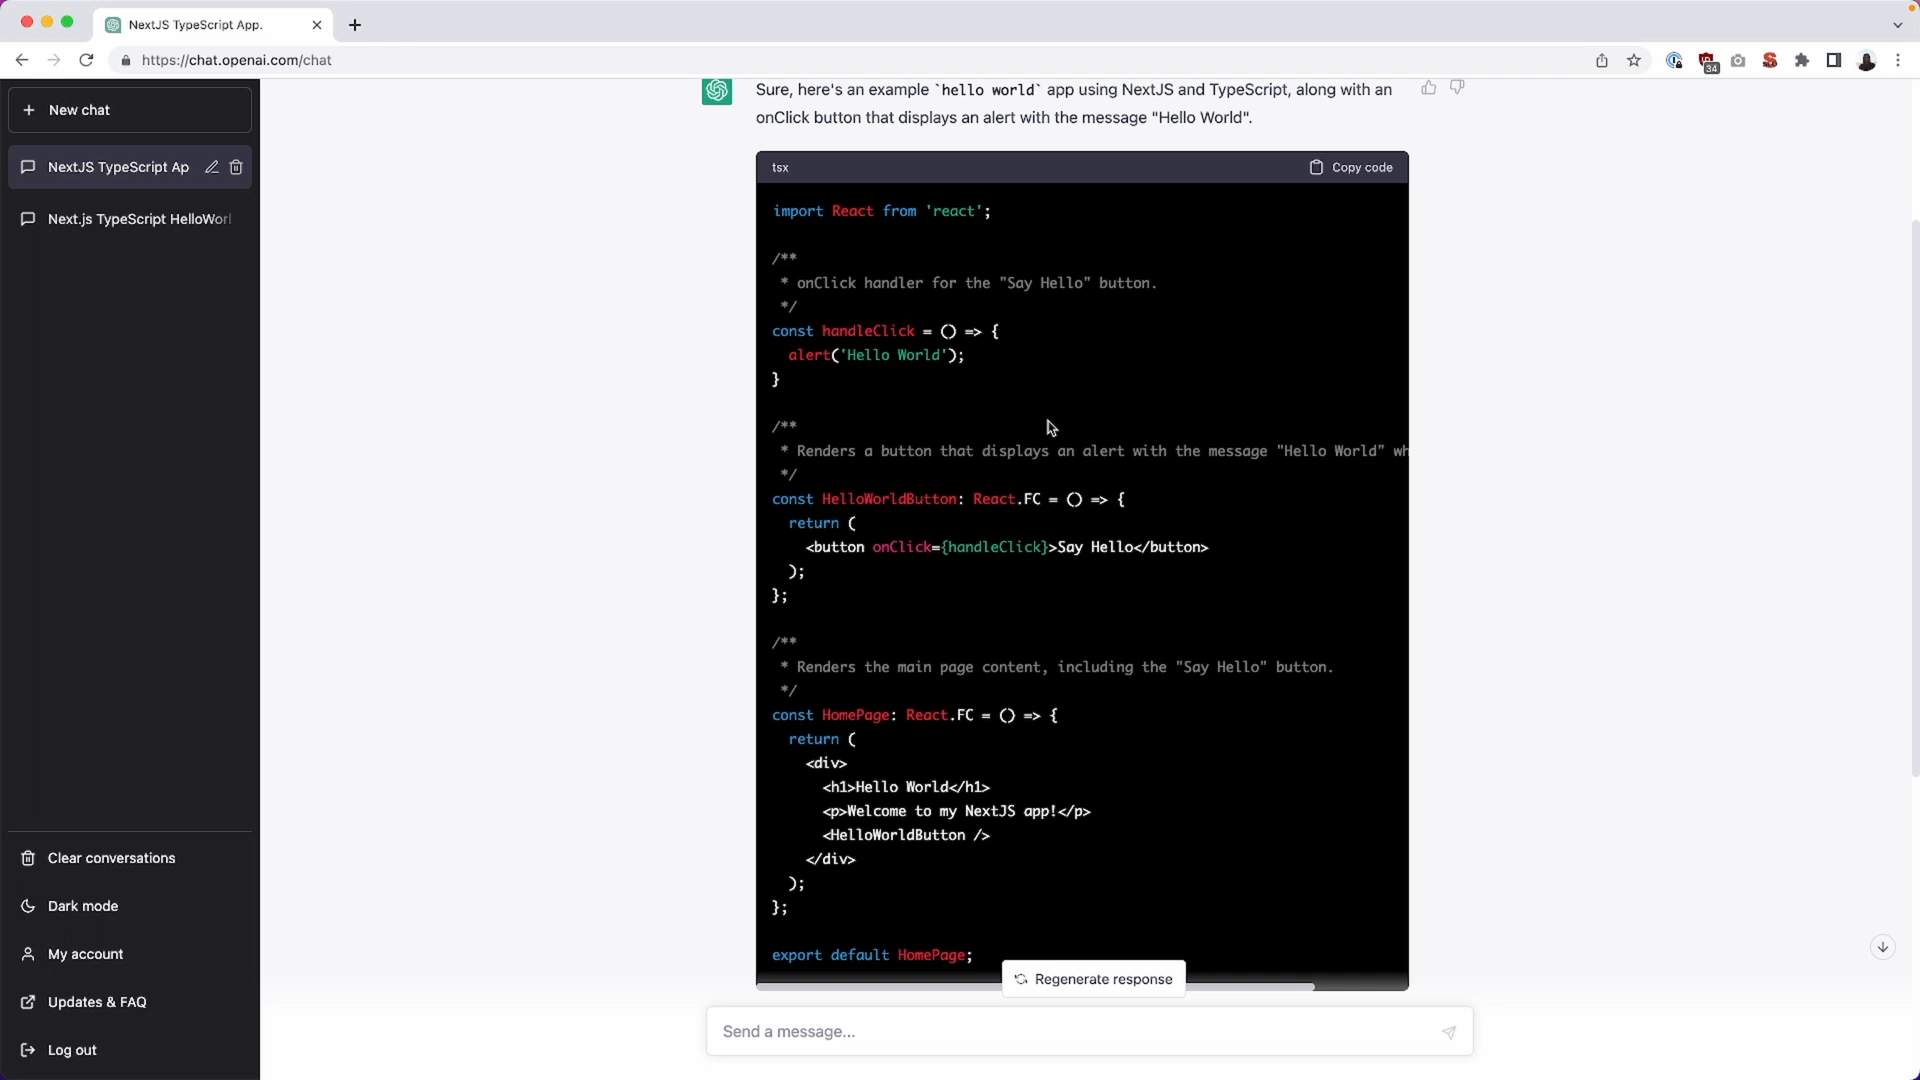 NextJS TypeScript App.
https://chat.openai.com/chat
34
New chat
NextJS TypeScript Ap
Next.js TypeScript HelloWorl
Clear conversations
Dark mode
My account
Updates & FAQ
Log out
Sure, here's an example `hello world` app using NextJS and TypeScript, along with an
onClick button that displays an alert with the message "Hello World".
tsx
Copy code
import React from 'react';
/**
* onClick handler for the "Say Hello" button.
*/
const handleClick = () => {
alert('Hello World');
}
/**
* Renders a button that displays an alert with the message "Hello World" wh
*/
const HelloWorldButton: React.FC = () => {
return (
<button onClick={handleClick}>Say Hello</button>
);
};
/**
* Renders the main page content, including the "Say Hello" button.
*/
const HomePage: React.FC = () => {
return (
<div>
<h1>Hello World</h1>
<p>Welcome to my NextJS app!</p>
<HelloWorldButton />
</div>
);
};
export default HomePage;
Regenerate response
Send a message...